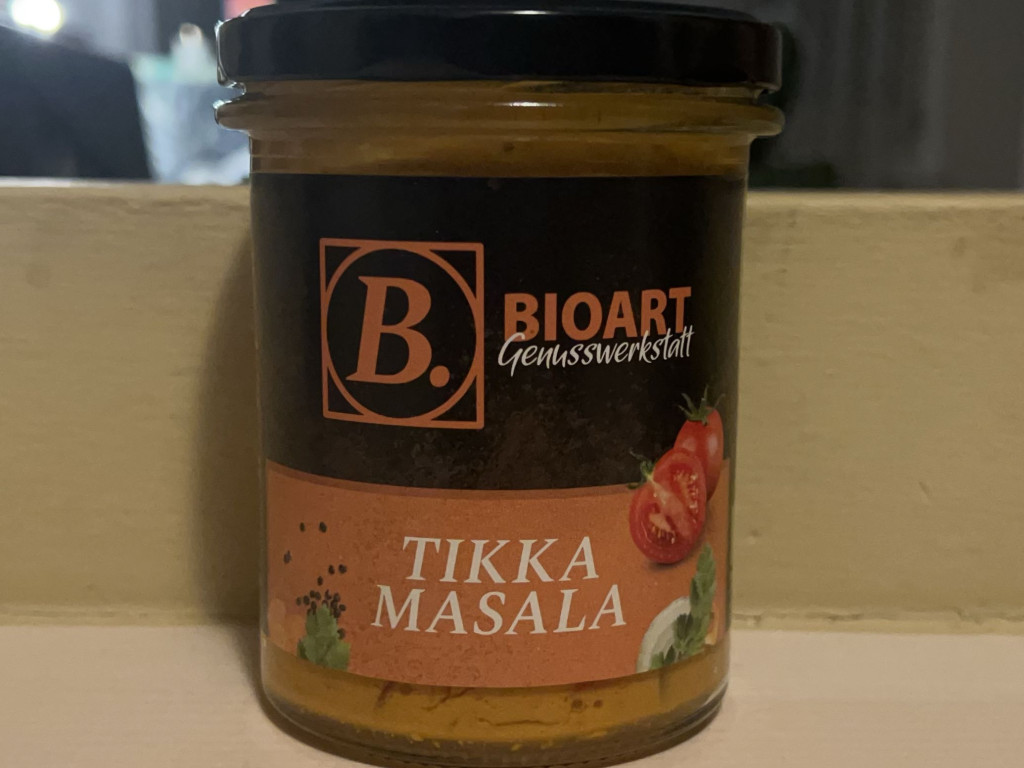 B.
BIOART
Genusswerkstatt
TIKKA
MASALA